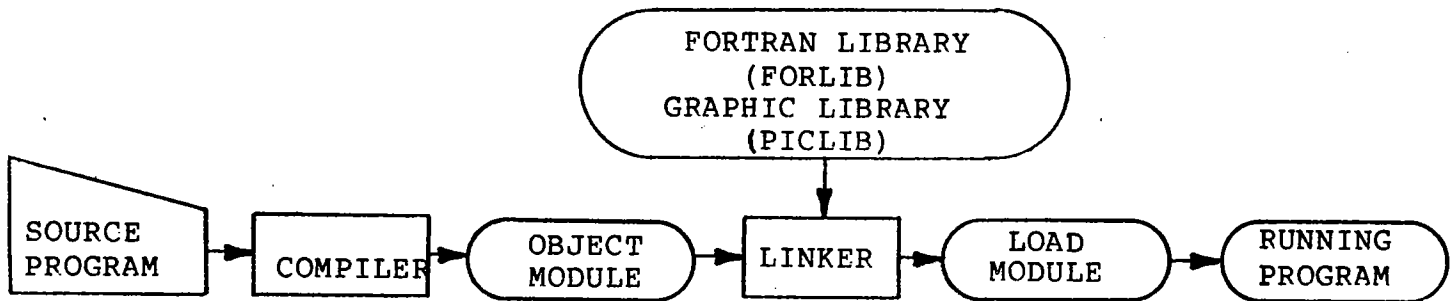 FORTRAN LIBRARY
(FORLIB)
GRAPHIC LIBRARY
(PICLIB)
SOURCE
PROGRAM
COMPILER
OBJECT
MODULE
LINKER
LOAD
MODULE
RUNNING
PROGRAM